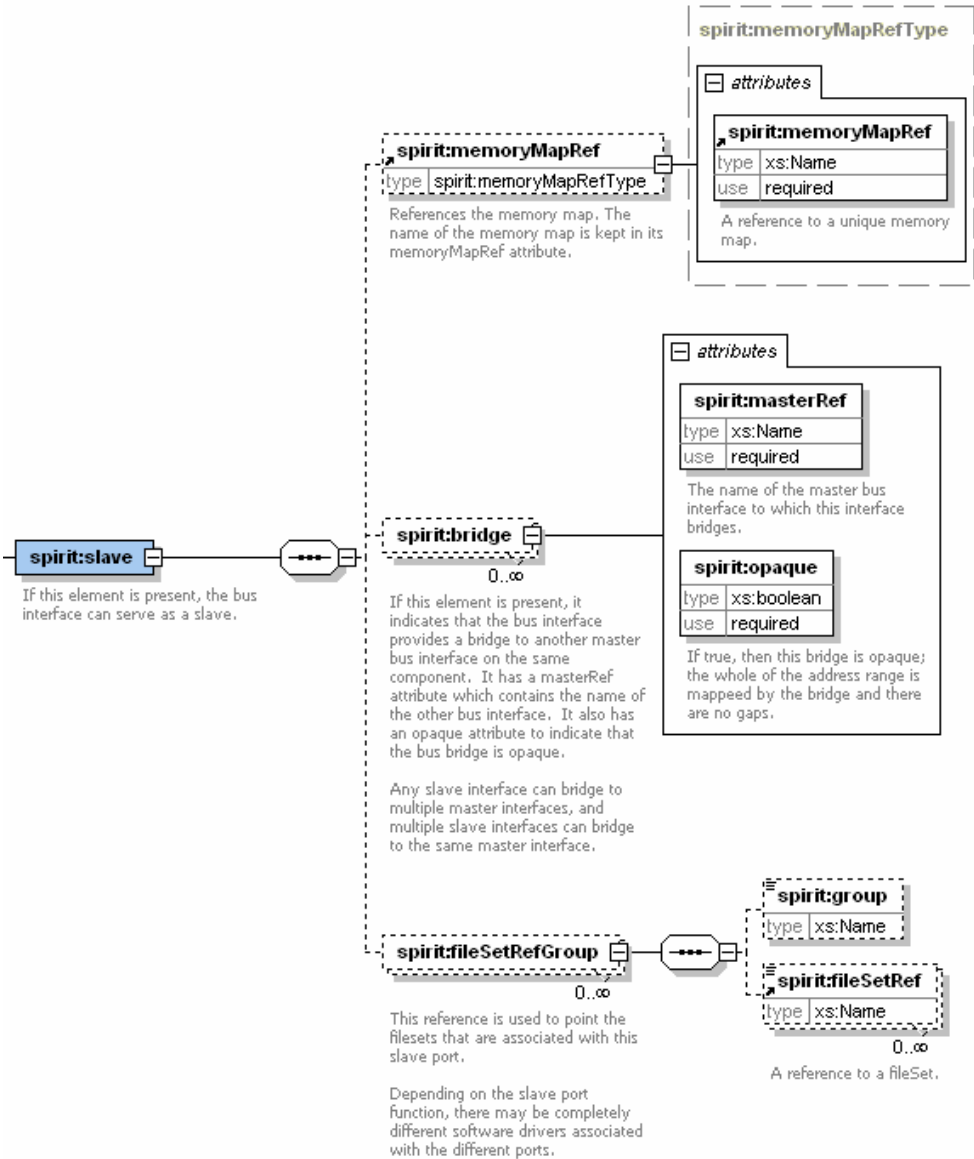 spirit:memoryMapRefType
attributes
spirit:memoryMapRef
type xs:Name
use required
A reference to a unique memory
map.
spirit:memoryMapRef
type spirit:memoryMapRefType
References the memory map. The
name of the memory map is kept in its
memoryMapRef attribute.
attributes
spirit:masterRef
type xs:Name
use required
The name of the master bus
interface to which this interface
bridges.
spirit:opaque
type xs:boolean
use required
If true, then this bridge is opaque;
the whole of the address range is
mappeed by the bridge and there
are no gaps.
spirit:slave
If this element is present, the bus
interface can serve as a slave.
spirit:bridge
0..∞
If this element is present, it
indicates that the bus interface
provides a bridge to another master
bus interface on the same
component. It has a masterRef
attribute which contains the name of
the other bus interface. It also has
an opaque attribute to indicate that
the bus bridge is opaque.
Any slave interface can bridge to
multiple master interfaces, and
multiple slave interfaces can bridge
to the same master interface.
spirit:fileSetRefGroup
0..∞
This reference is used to point the
filesets that are associated with this
slave port.
Depending on the slave port
function, there may be completely
different software drivers associated
with the different ports.
spirit:group
type xs:Name
spirit:fileSetRef
type xs:Name
0..∞
A reference to a fileSet.